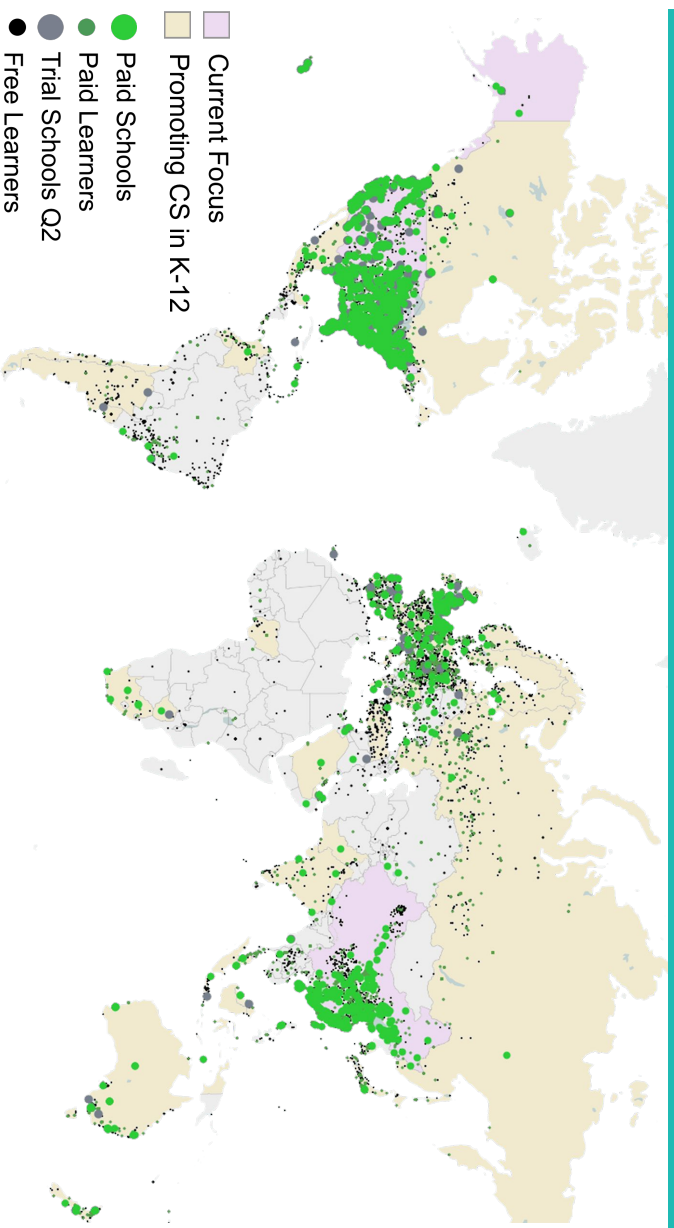 Current Focus
Promoting CS in K-12
Paid Schools
Paid Learners
Trial Schools Q2
Free Learners